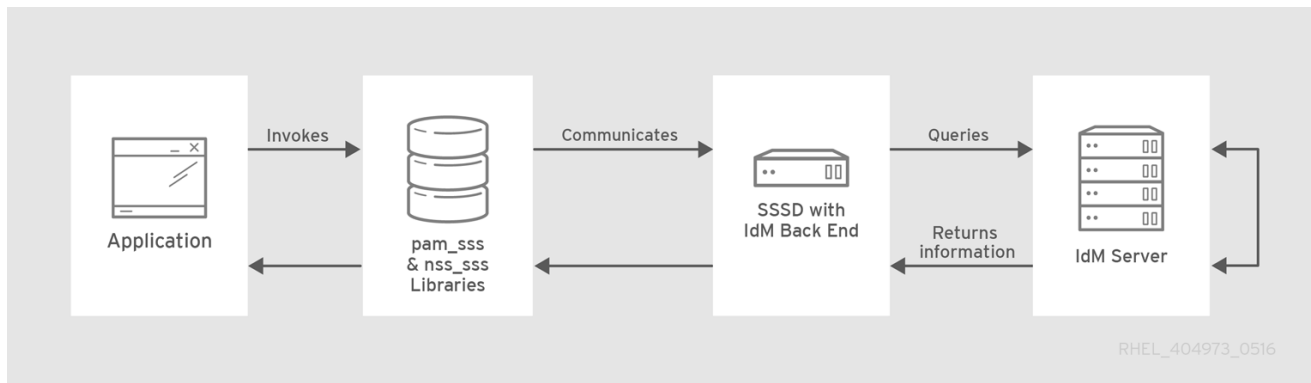 Invokes
Communicates
Queries
Application
pam_sss
& nss_sss
Libraries
SSSD with
IdM Back End
Returns
information
IdM Server
RHEL_404973_0516